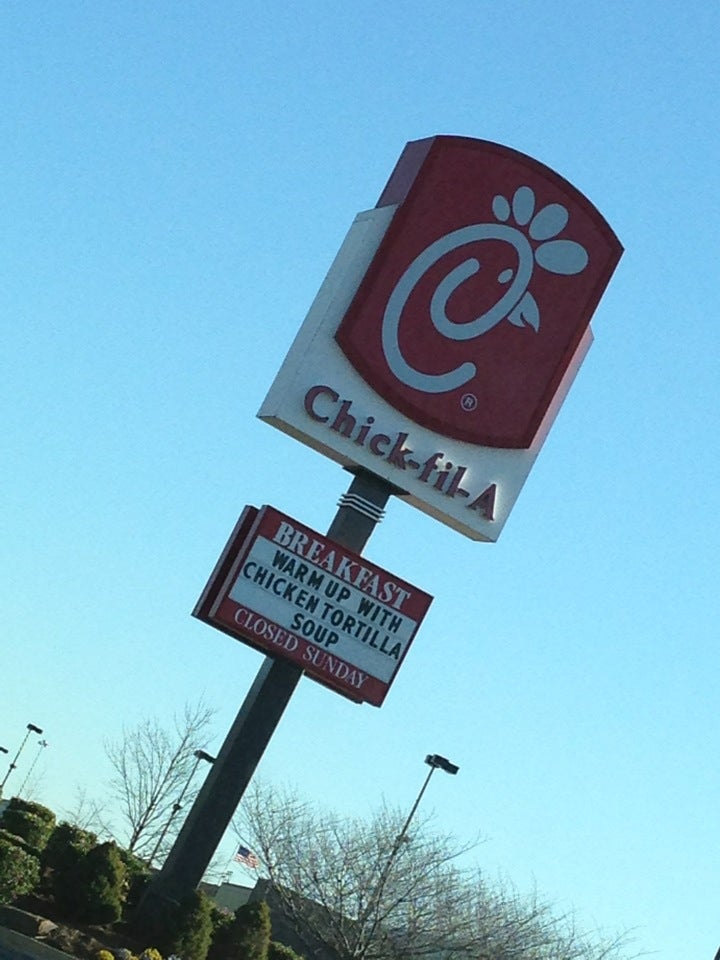 ®
Chick-fil-A
BREAKFAST
WARM UP WITH
CHICKEN TORTILLA
SOUP
CLOSED SUNDAY